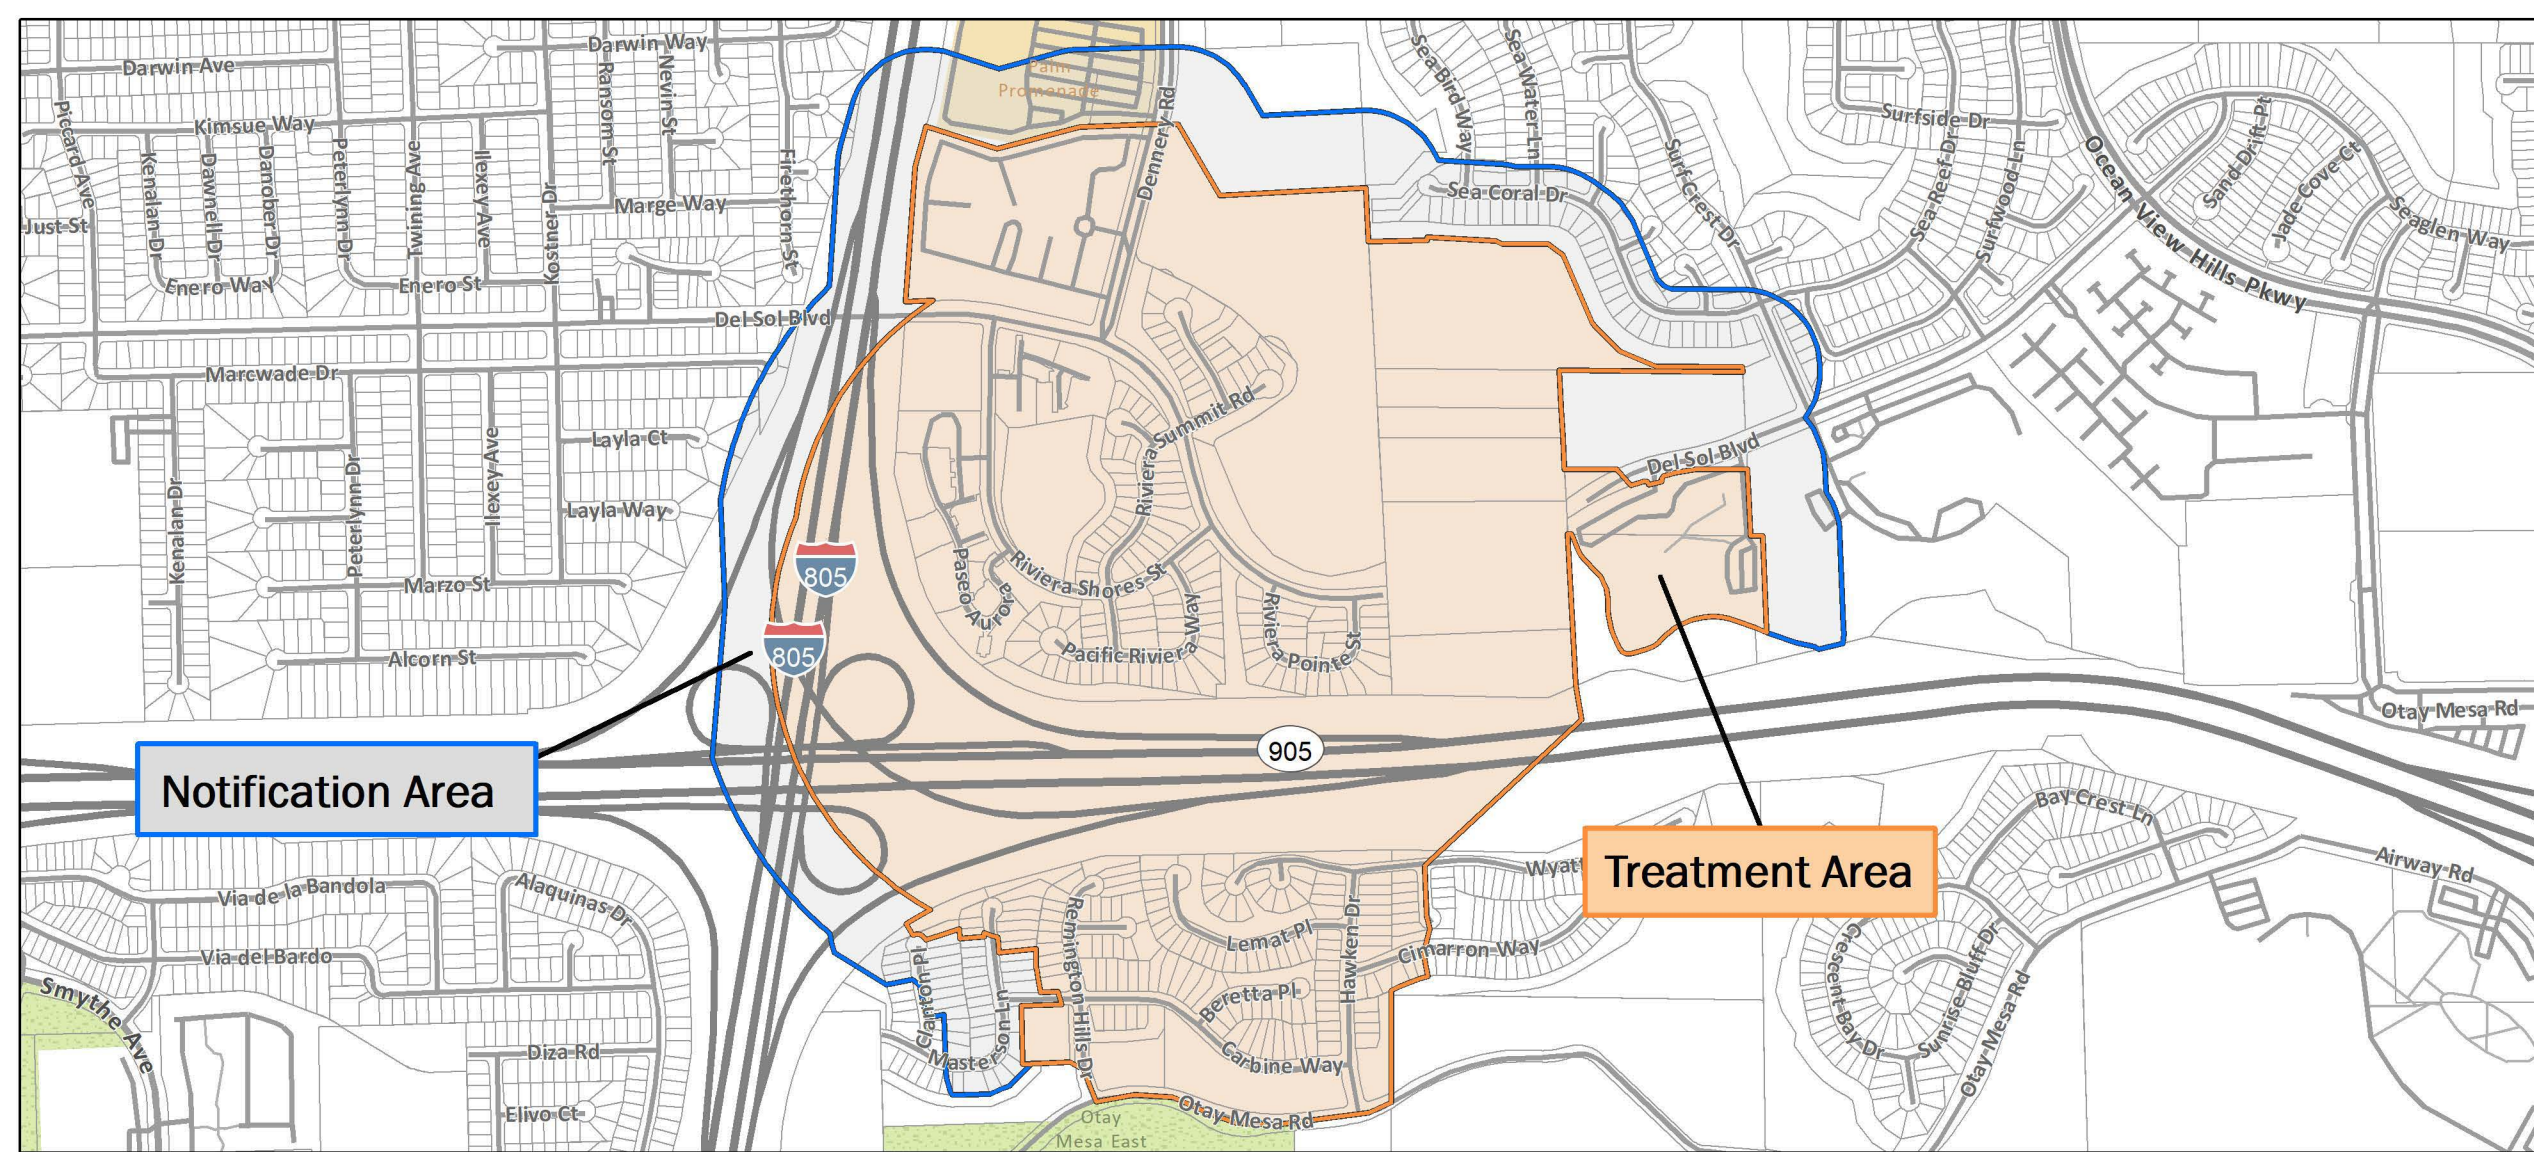 Darwin Way
Darwin Ave
Ransom St
Nevin St
Piccard Ave
Kimsue Way
Kenalan Dr
Dawnell Dr
Danober Dr
Peterlynn Dr
Twining Ave
Ilexey Ave
Kostner Dr
Firethorn St
Marge Way
Just St
Enero Way
Enero St
Del Sol Blvd
Marcwade Dr
Layla Ct
Layla Way
Kenalan Dr
Peterlynn Dr
Ilexey Ave
Marzo St
Alcorn St
Palm
Promenade
Dennery Rd
Sea Bird Way
Sea Water Ln
Sea Coral Dr
Surf Crest Dr
Surfside Dr
Sea Reef Dr
Surfwood Ln
Ocean View Hills Pkwy
Sand Drift Pt
Jade Cove Ct
Seaglen Way
Riviera Summit Rd
Del Sol Blvd
805
805
Paseo Aurora
Riviera Shores St
Pacific Riviera Way
Riviera Pointe St
905
Otay Mesa Rd
Notification Area
Treatment Area
Via de la Bandola
Alaquinas Dr
Via del Bardo
Smythe Ave
Diza Rd
Elivo Ct
Clanton Pl
Masterson Ln
Remington Hills Dr
Lemat Pl
Hawken Dr
Beretta Pl
Carbine Way
Cimarron Way
Wyatt
Otay Mesa Rd
Otay
Mesa East
Bay Crest Ln
Airway Rd
Crescent Bay Dr
Sunrise Bluff Dr
Otay Mesa Rd